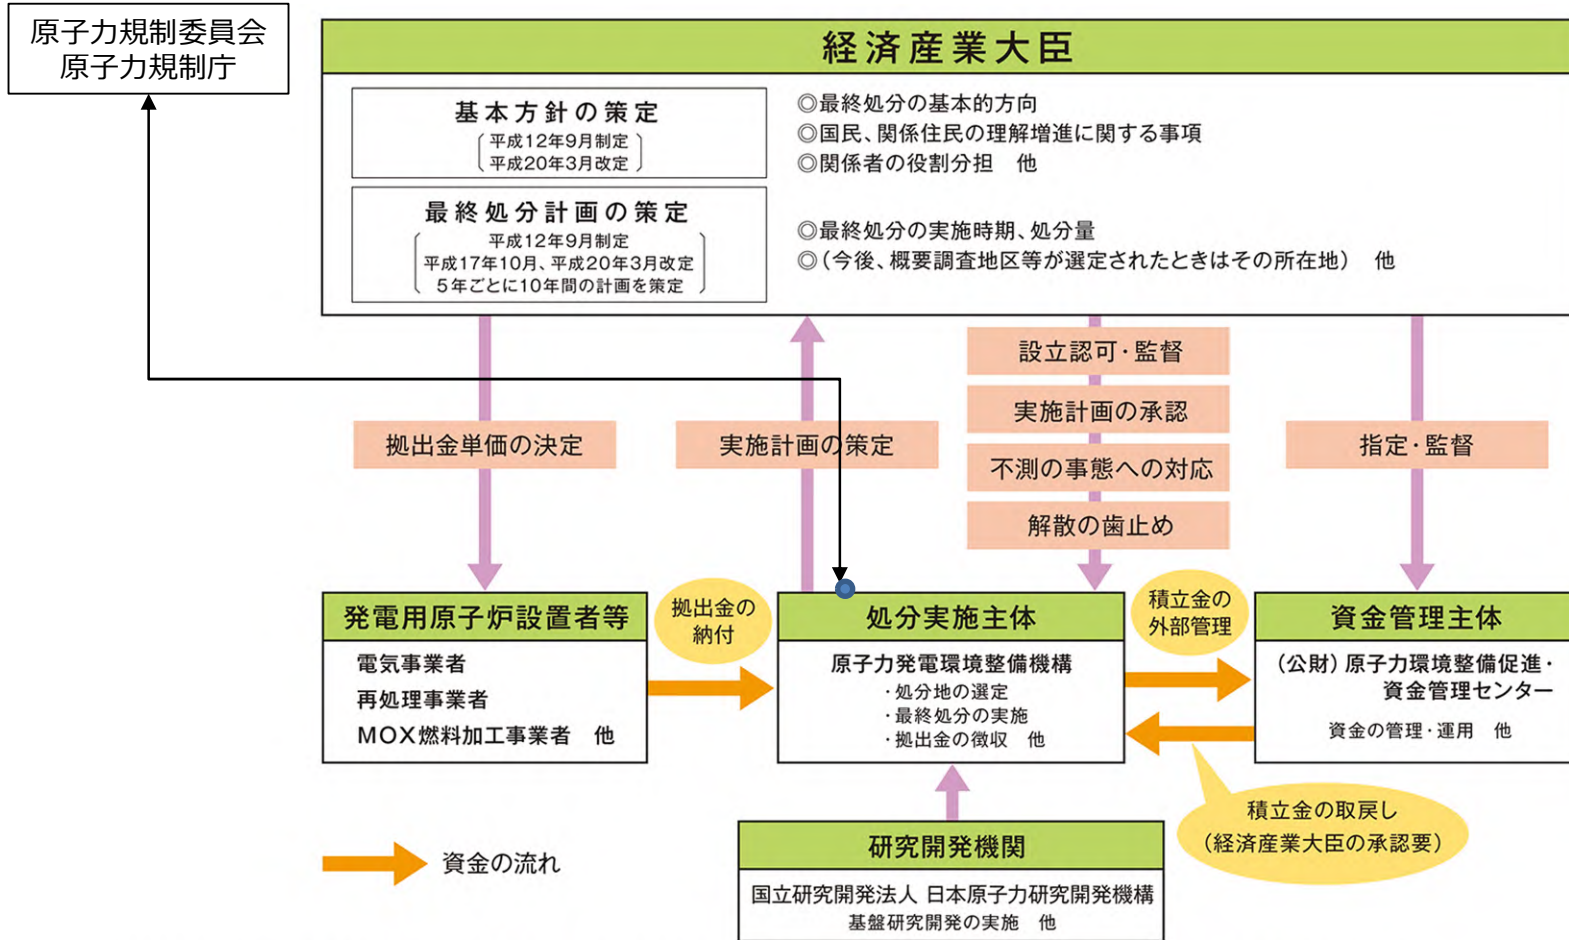 原子力規制委員会
原子力規制庁
経済産業大臣
基本方針の策定
平成12年9月制定
平成20年3月改定
◎最終処分の基本的方向
◎国民、関係住民の理解増進に関する事項
◎関係者の役割分担　他
最終処分計画の策定
平成12年9月制定
平成17年10月、平成20年3月改定
5年ごとに10年間の計画を策定
◎最終処分の実施時期、処分量
◎（今後、概要調査地区等が選定されたときはその所在地）　他
拠出金単価の決定
実施計画の策定
設立認可・監督
実施計画の承認
不測の事態への対応
解散の歯止め
指定・監督
発電用原子炉設置者等
電気事業者
再処理事業者
MOX燃料加工事業者　他
拠出金の
納付
処分実施主体
原子力発電環境整備機構
・処分地の選定
・最終処分の実施
・拠出金の徴収　他
積立金の
外部管理
資金管理主体
（公財）原子力環境整備促進・
資金管理センター
資金の管理・運用　他
積立金の取戻し
（経済産業大臣の承認要）
資金の流れ
研究開発機関
国立研究開発法人 日本原子力研究開発機構
基盤研究開発の実施　他